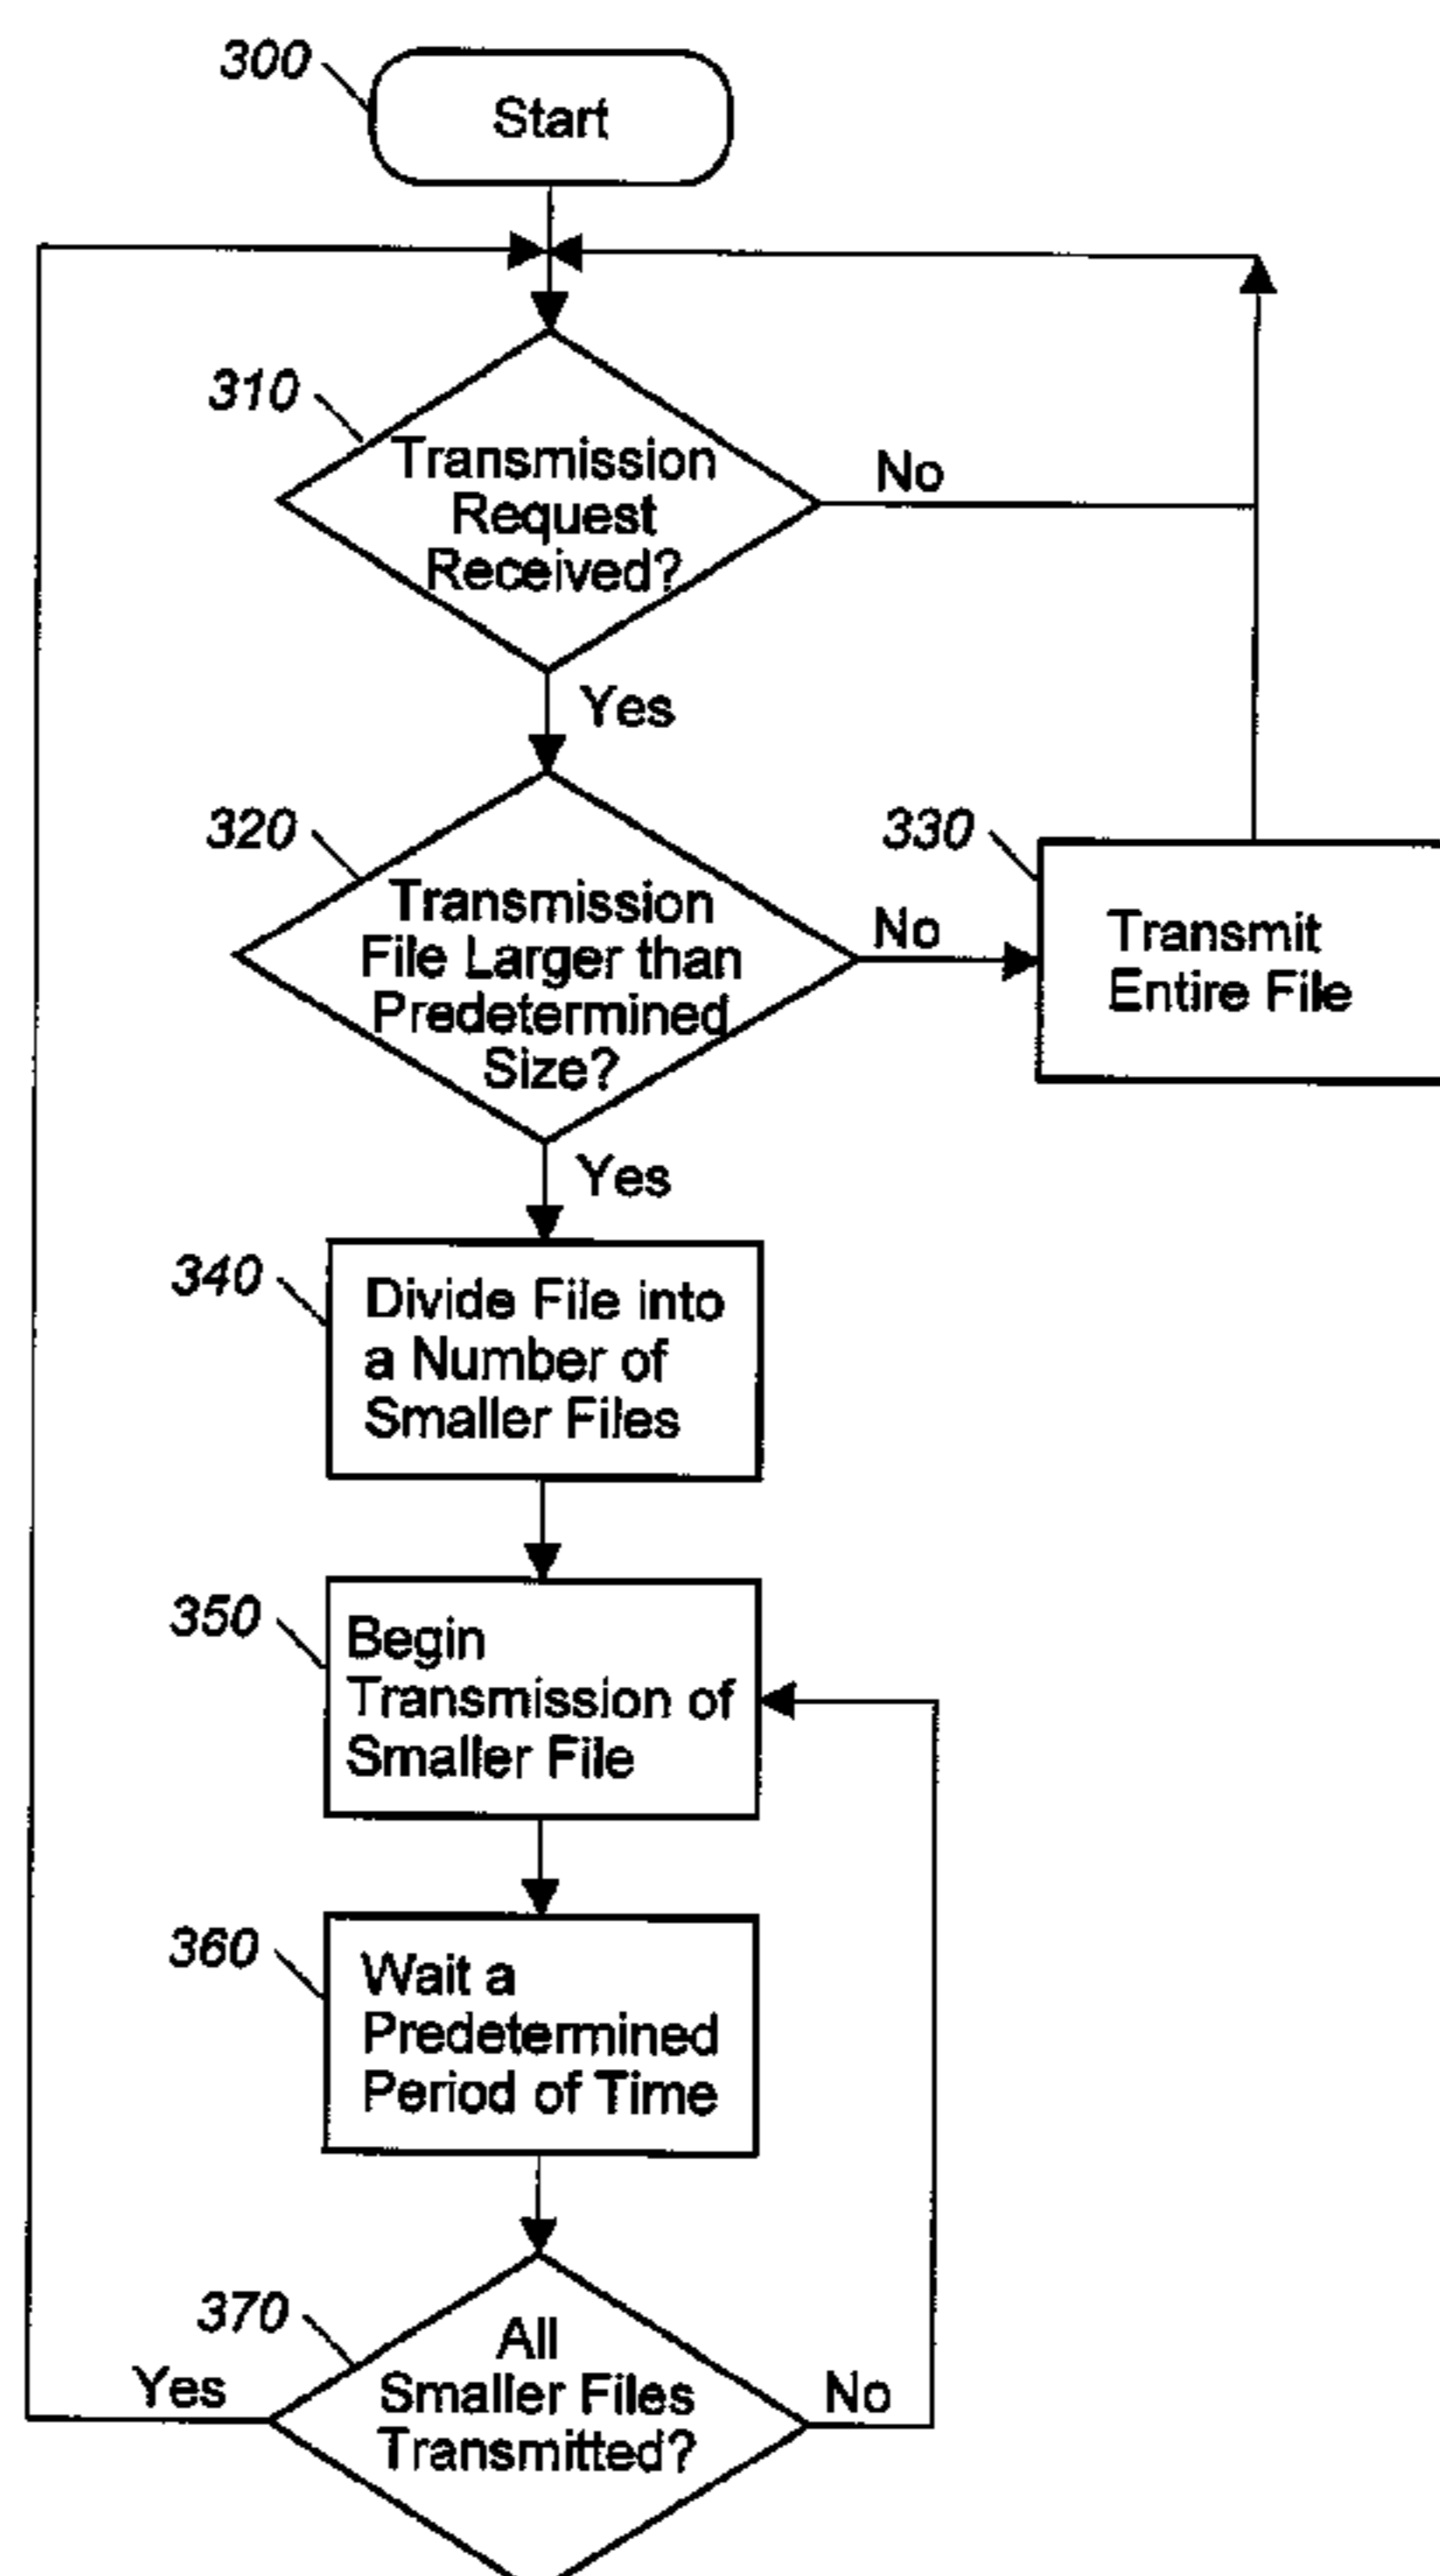 300
Start
310
Transmission
Request
Received?
No
Yes
320
Transmission
File Larger than
Predetermined
Size?
No
330
Transmit
Entire File
Yes
340
Divide File into
a Number of
Smaller Files
350
Begin
Transmission of
Smaller File
360
Wait a
Predetermined
Period of Time
370
All
Smaller Files
Transmitted?
Yes
No